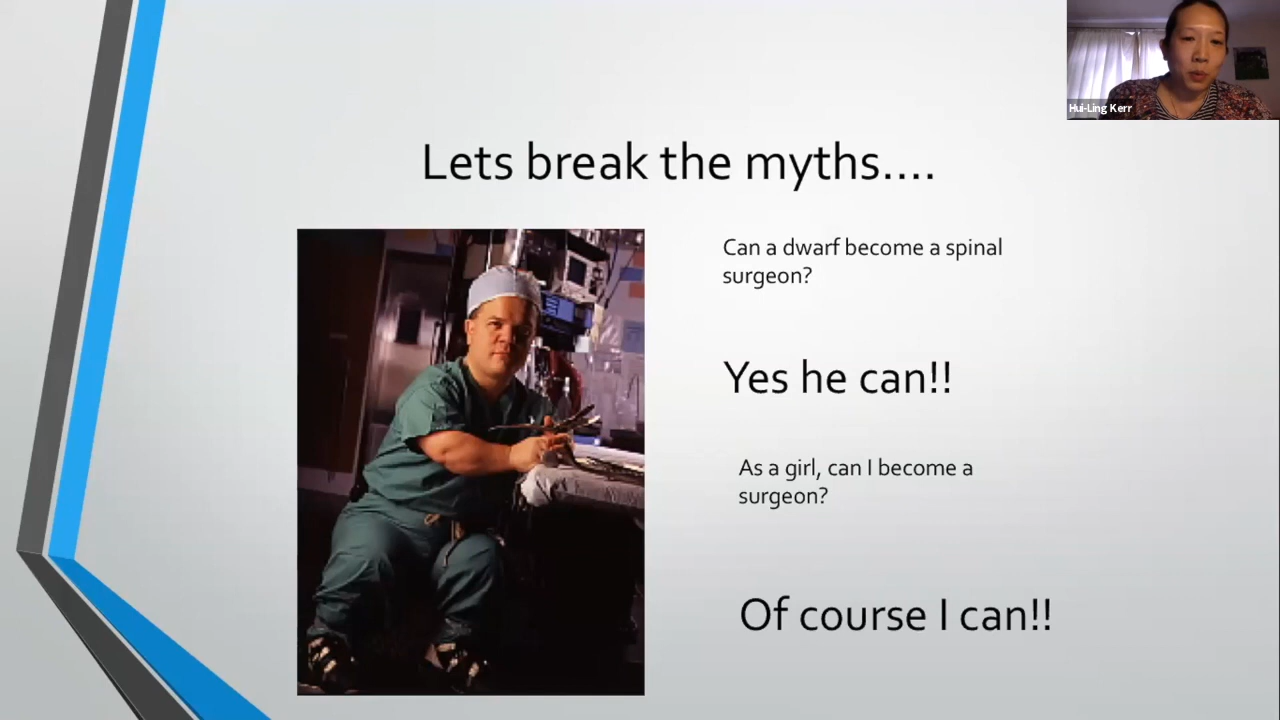 Hui-Ling Kerr
Lets break the myths....
Can a dwarf become a spinal
surgeon?
Yes he can!!
As a girl, can I become a
surgeon?
Of course I can!!